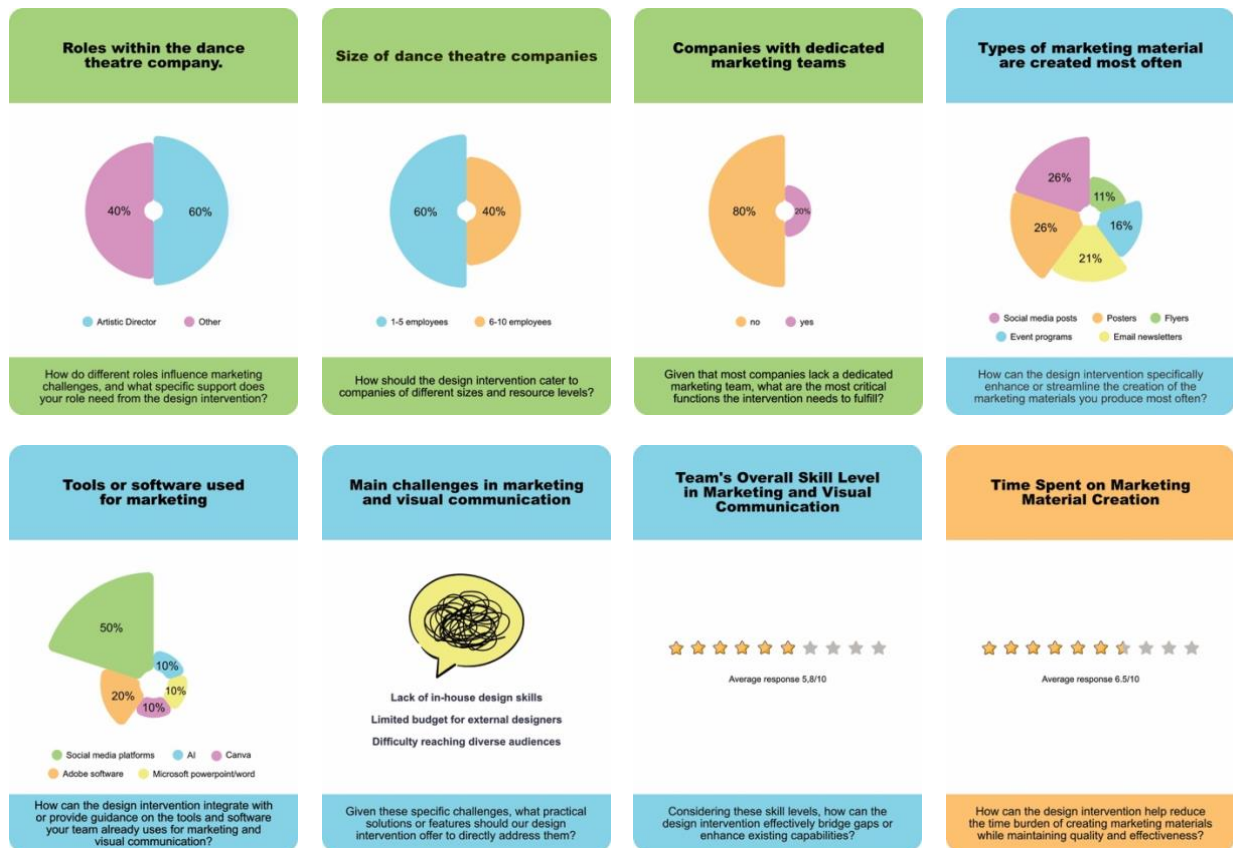 Roles within the dance
theatre company.
40%
60%
Artistic Director
Other
How do different roles influence marketing
challenges, and what specific support does
your role need from the design intervention?
Size of dance theatre companies
60%
40%
1-5 employees
6-10 employees
How should the design intervention cater to
companies of different sizes and resource levels?
Companies with dedicated
marketing teams
80%
20%
no
yes
Given that most companies lack a dedicated
marketing team, what are the most critical
functions the intervention needs to fulfill?
Types of marketing material
are created most often
26%
11%
26%
16%
21%
Social media posts
Posters
Flyers
Event programs
Email newsletters
How can the design intervention specifically
enhance or streamline the creation of the
marketing materials you produce most often?
Tools or software used
for marketing
50%
10%
20%
10%
10%
Social media platforms
AI
Canva
Adobe software
Microsoft powerpoint/word
How can the design intervention integrate with
or provide guidance on the tools and software
your team already uses for marketing and
visual communication?
Main challenges in marketing
and visual communication
Lack of in-house design skills
Limited budget for external designers
Difficulty reaching diverse audiences
Given these specific challenges, what practical
solutions or features should our design
intervention offer to directly address them?
Team's Overall Skill Level
in Marketing and Visual
Communication
Average response 5,8/10
Considering these skill levels, how can the
design intervention effectively bridge gaps or
enhance existing capabilities?
Time Spent on Marketing
Material Creation
Average response 6.5/10
How can the design intervention help reduce
the time burden of creating marketing materials
while maintaining quality and effectiveness?